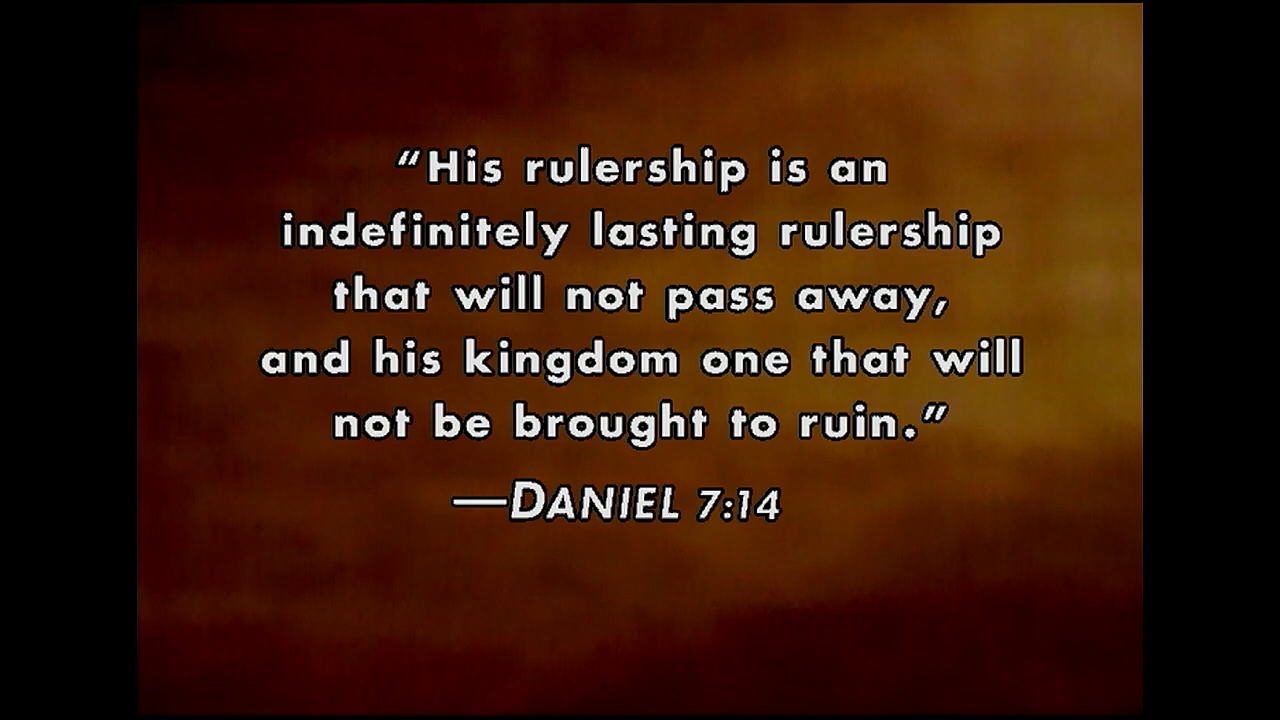 “His rulership is an
indefinitely lasting rulership
that will not pass away,
and his kingdom one that will
not be brought to ruin.”
—DANIEL 7:14